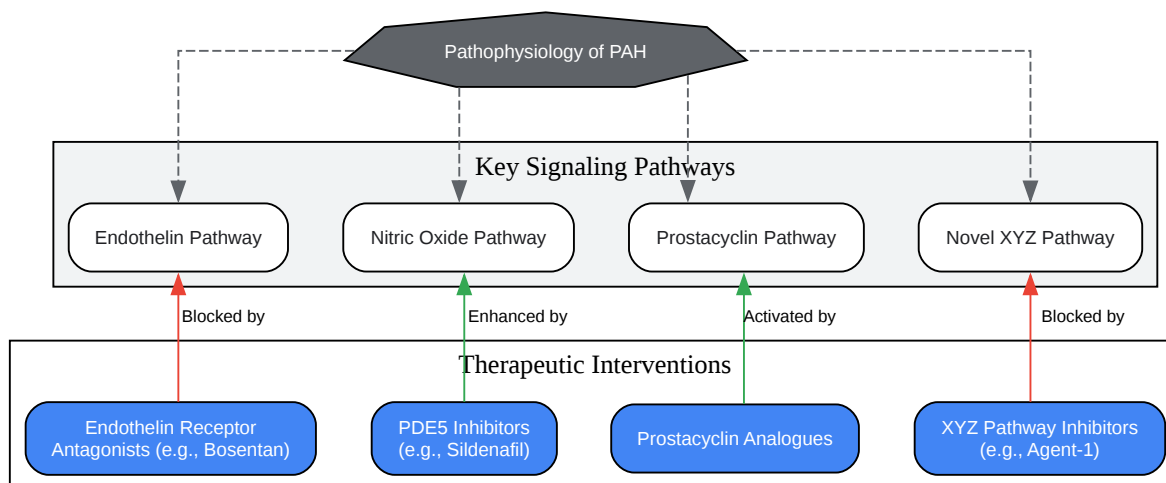 Pathophysiology of PAH
Key Signaling Pathways
Endothelin Pathway
Nitric Oxide Pathway
Prostacyclin Pathway
Novel XYZ Pathway
Blocked by
Enhanced by
Activated by
Blocked by
Therapeutic Interventions
Endothelin Receptor
Antagonists (e.g., Bosentan)
PDE5 Inhibitors
(e.g., Sildenafil)
Prostacyclin Analogues
XYZ Pathway Inhibitors
(e.g., Agent-1)